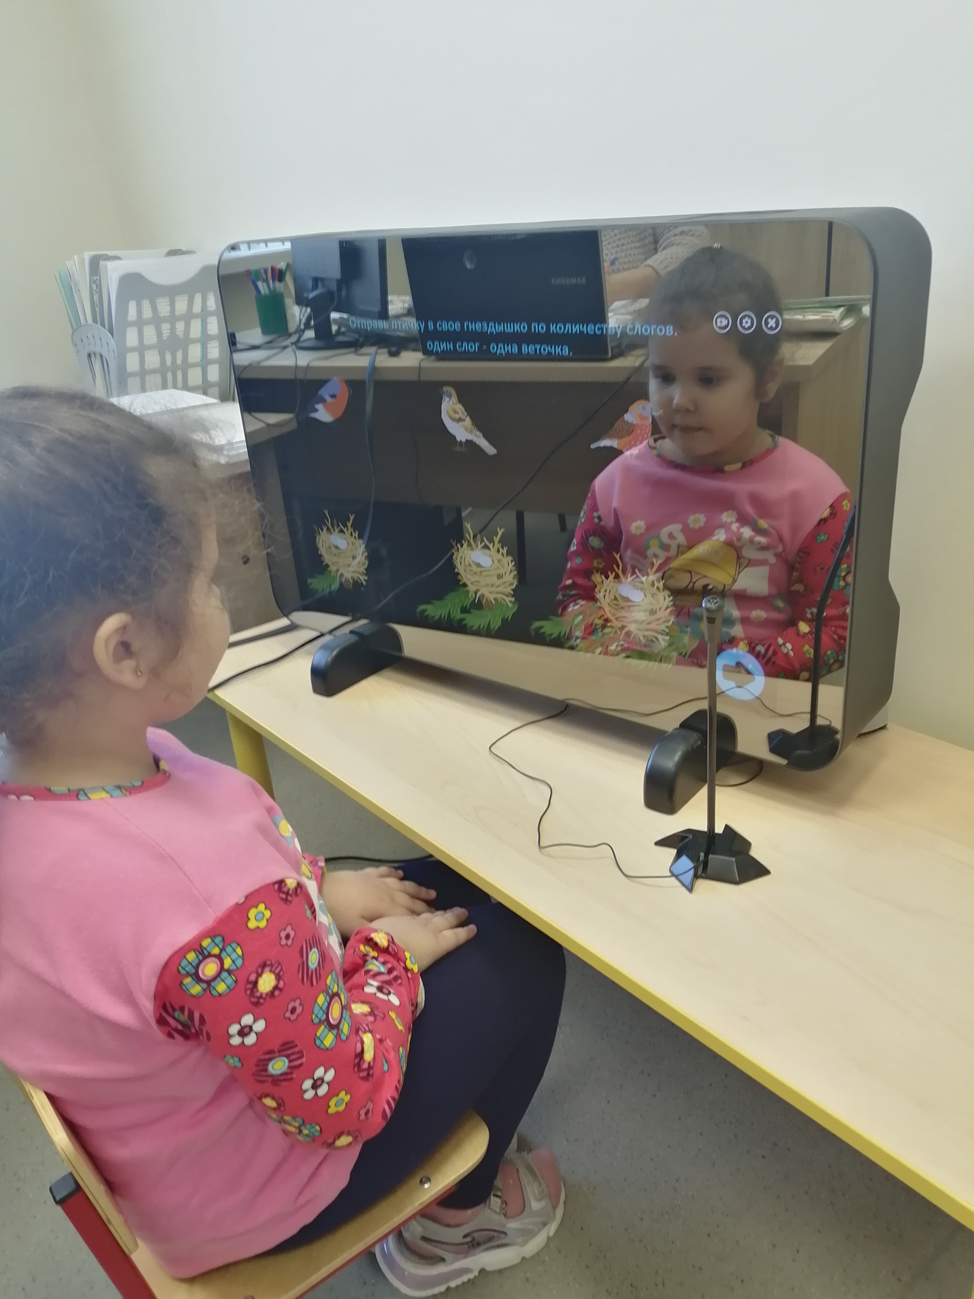 Отправь птичку в свое гнездышко по количеству слогов.
один слог - одна веточка.